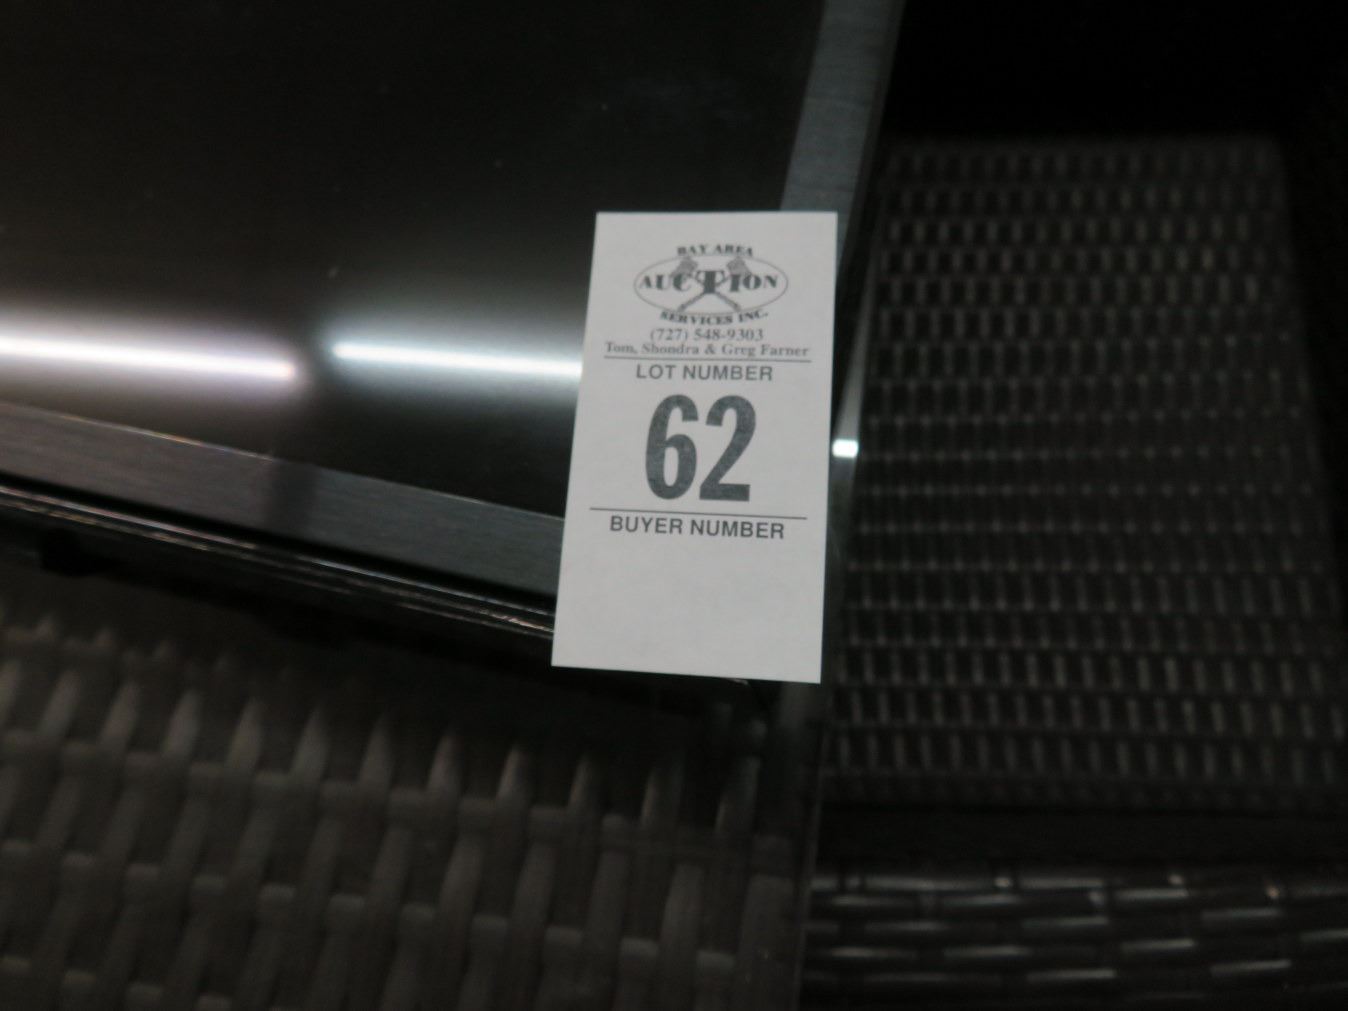 BAY AREA
AUCTION
SERVICES INC.
(727) 548-9303
Tom, Shondra & Greg Farner
LOT NUMBER
62
BUYER NUMBER